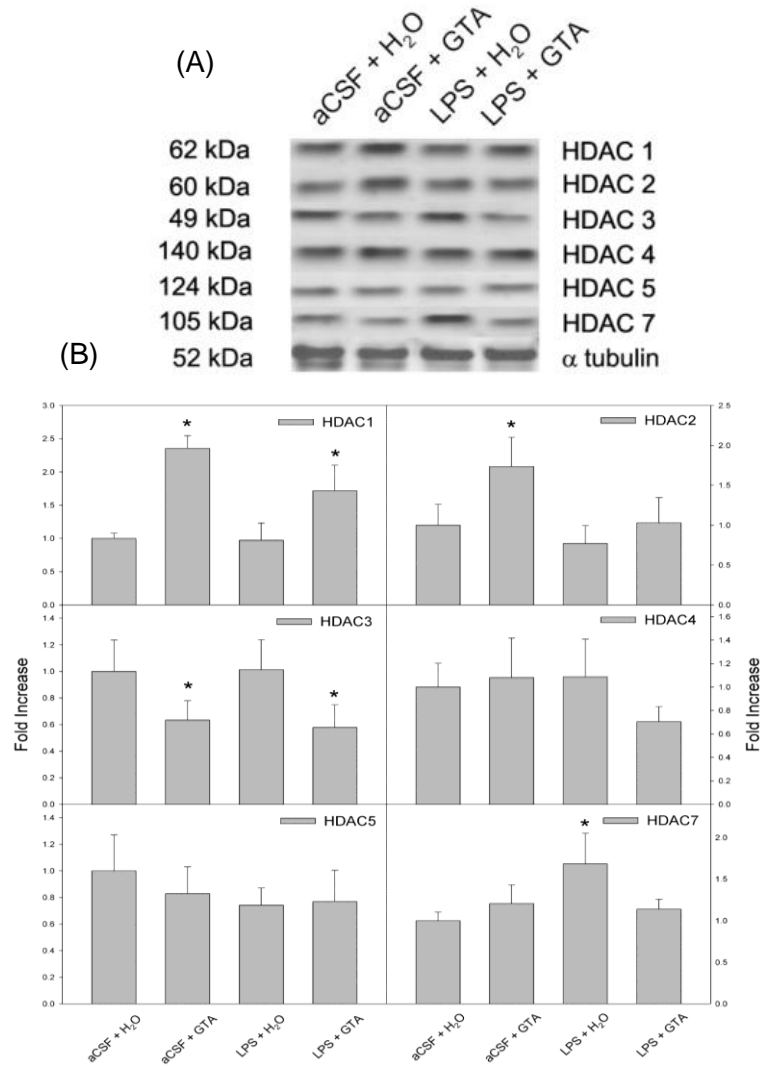 (A)
aCSF + H₂O
aCSF + GTA
LPS + H₂O
LPS + GTA
62 kDa HDAC 1
60 kDa HDAC 2
49 kDa HDAC 3
140 kDa HDAC 4
124 kDa HDAC 5
105 kDa HDAC 7
52 kDa α tubulin
(B)
3.0
2.5
2.0
1.5
1.0
0.5
0.0
*
*
HDAC1
*
HDAC2
2.5
2.0
1.5
1.0
0.5
0.0
1.4
1.2
1.0
0.8
0.6
0.4
0.2
0.0
*
*
HDAC3
HDAC4
1.6
1.4
1.2
1.0
0.8
0.6
0.4
0.2
0.0
Fold Increase
Fold Increase
1.4
1.2
1.0
0.8
0.6
0.4
0.2
0.0
HDAC5
*
HDAC7
2.0
1.5
1.0
0.5
0.0
aCSF + H₂O
aCSF + GTA
LPS + H₂O
LPS + GTA
aCSF + H₂O
aCSF + GTA
LPS + H₂O
LPS + GTA